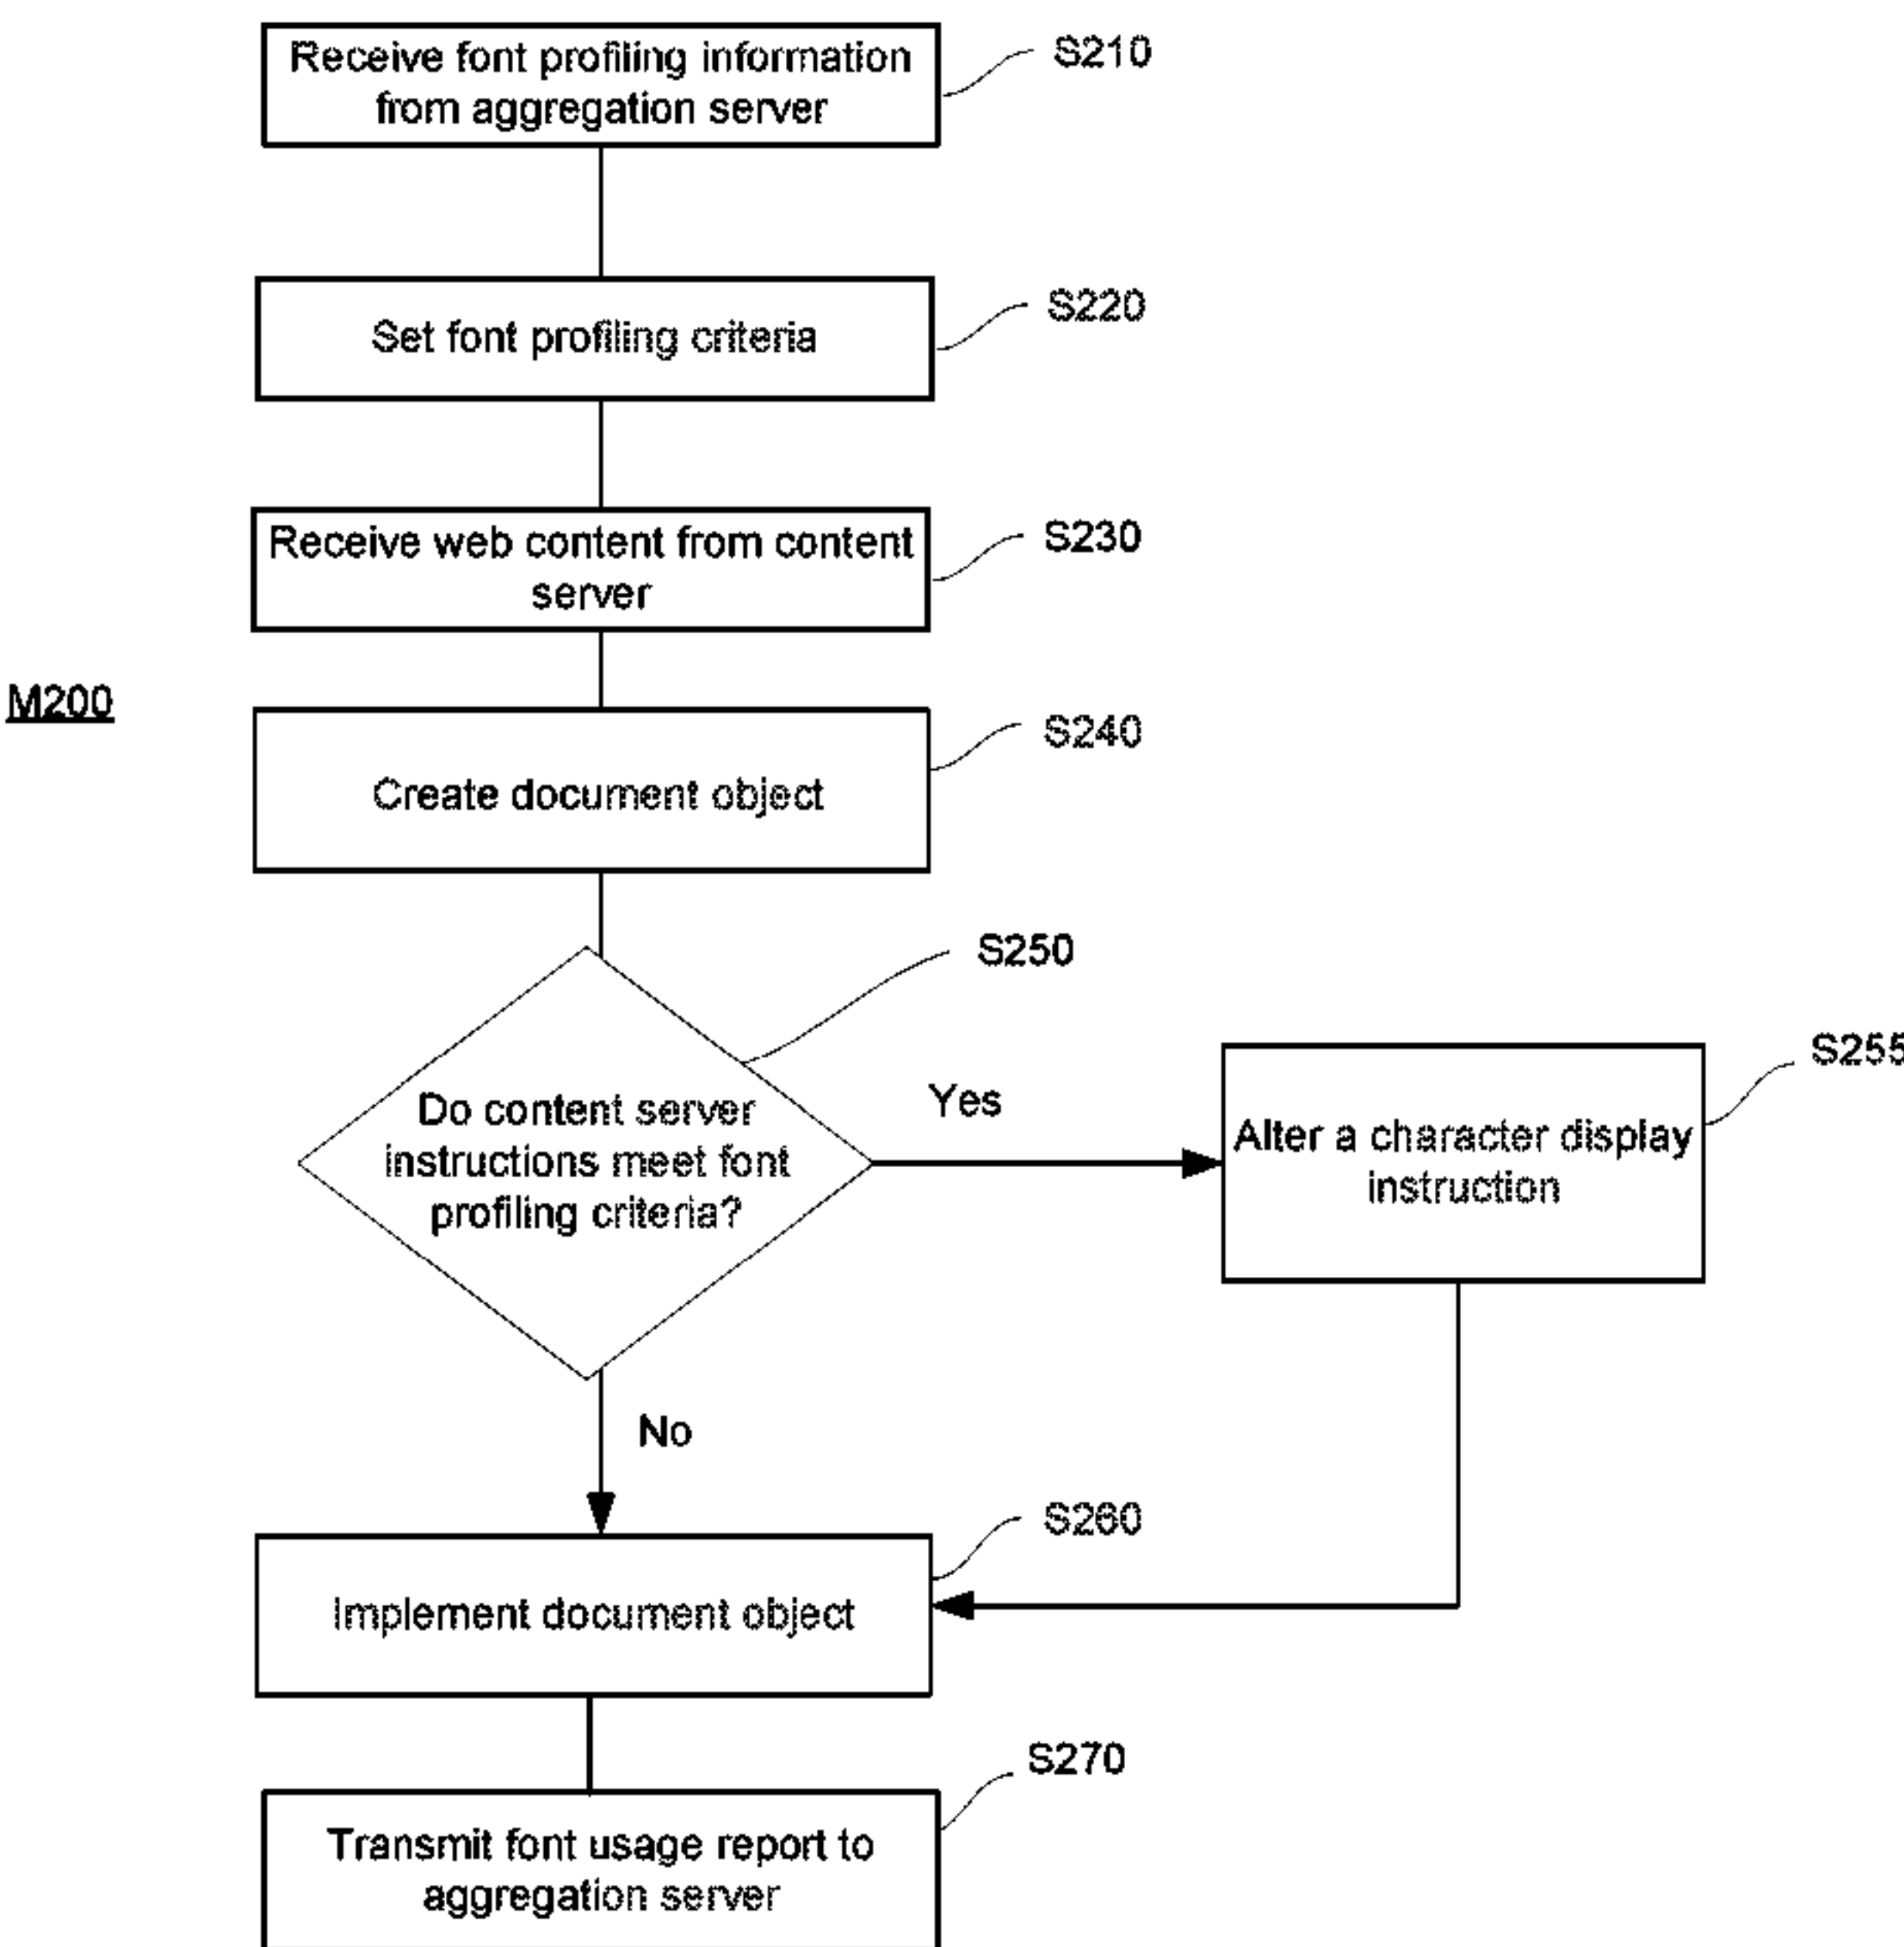 Receive font profiling information
from aggregation server
S210
Set font profiling criteria
S220
Receive web content from content
server
S230
M200
Create document object
S240
S250
Do content server
instructions meet font
profiling criteria?
Yes
Alter a character display
instruction
S255
No
Implement document object
S260
Transmit font usage report to
aggregation server
S270